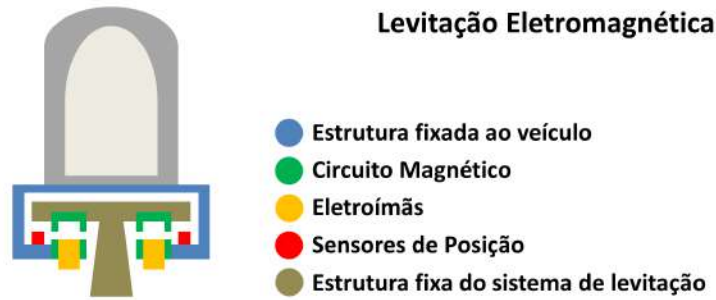 Levitação Eletromagnética
Estrutura fixada ao veículo
Circuito Magnético
Eletroímãs
Sensores de Posição
Estrutura fixa do sistema de levitação